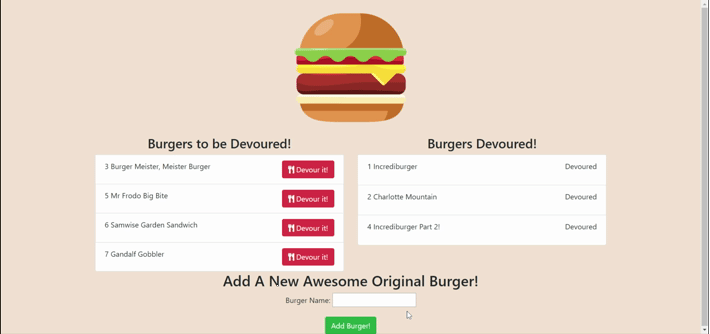 Burgers to be Devoured!
3 Burger Meister, Meister Burger
Devour it!
5 Mr Frodo Big Bite
Devour it!
6 Samwise Garden Sandwich
Devour it!
7 Gandalf Gobbler
Devour it!
Burgers Devoured!
1 Incrediburger
Devoured
2 Charlotte Mountain
Devoured
4 Incrediburger Part 2!
Devoured
Add A New Awesome Original Burger!
Burger Name:
Add Burger!